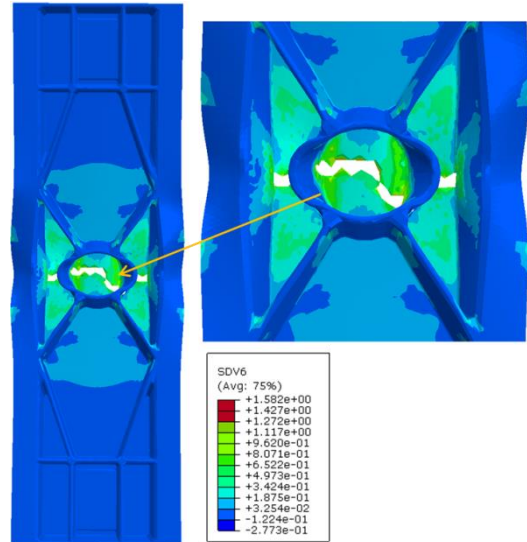 SDV6
(Avg: 75%)
+1.582e+00
+1.427e+00
+1.272e+00
+1.117e+00
+9.620e-01
+8.071e-01
+6.522e-01
+4.973e-01
+3.424e-01
+1.875e-01
+3.254e-02
-1.224e-01
-2.773e-01